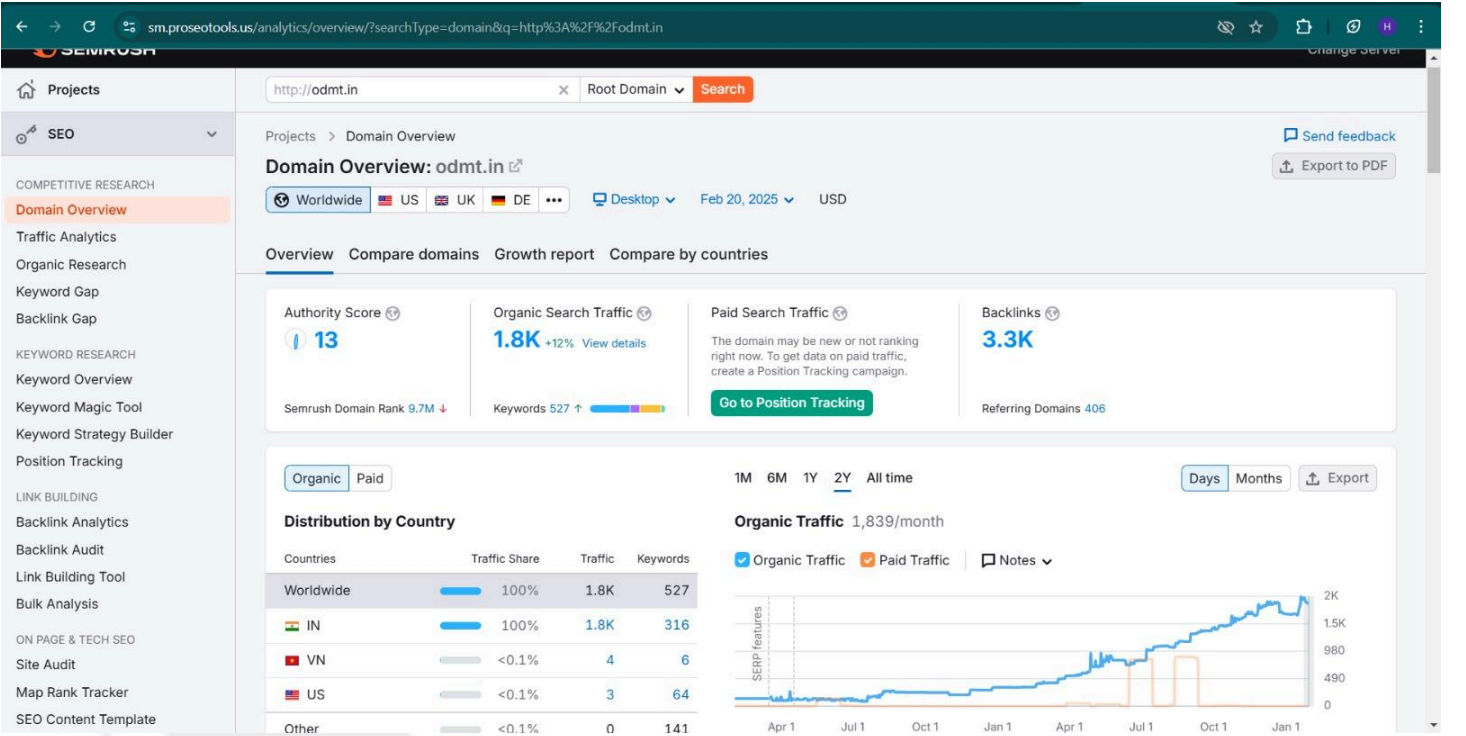 sm.proseotools.us/analytics/overview/?searchType=domain&q=http%3A%2F%2Fodmt.in
H
SEMRUSH
Change Server
Projects
http://odmt.in
Root Domain
Search
SEO
Projects > Domain Overview
Send feedback
Domain Overview: odmt.in
Export to PDF
Worldwide
US
UK
DE
Desktop
Feb 20, 2025
USD
Overview
Compare domains
Growth report
Compare by countries
COMPETITIVE RESEARCH
Domain Overview
Traffic Analytics
Organic Research
Keyword Gap
Backlink Gap
KEYWORD RESEARCH
Keyword Overview
Keyword Magic Tool
Keyword Strategy Builder
Position Tracking
LINK BUILDING
Backlink Analytics
Backlink Audit
Link Building Tool
Bulk Analysis
ON PAGE & TECH SEO
Site Audit
Map Rank Tracker
SEO Content Template
Authority Score
13
Semrush Domain Rank 9.7M ↓
Organic Search Traffic
1.8K +12% View details
Keywords 527 ↑
Paid Search Traffic
The domain may be new or not ranking
right now. To get data on paid traffic,
create a Position Tracking campaign.
Go to Position Tracking
Backlinks
3.3K
Referring Domains 406
Organic
Paid
Distribution by Country
Countries Traffic Share Traffic Keywords
Worldwide 100% 1.8K 527
IN 100% 1.8K 316
VN <0.1% 4 6
US <0.1% 3 64
Other <0.1% 0 141
1M 6M 1Y 2Y All time
Days
Months
Export
Organic Traffic 1,839/month
Organic Traffic
Paid Traffic
Notes
SERP features
2K
1.5K
980
490
0
Apr 1 Jul 1 Oct 1 Jan 1 Apr 1 Jul 1 Oct 1 Jan 1